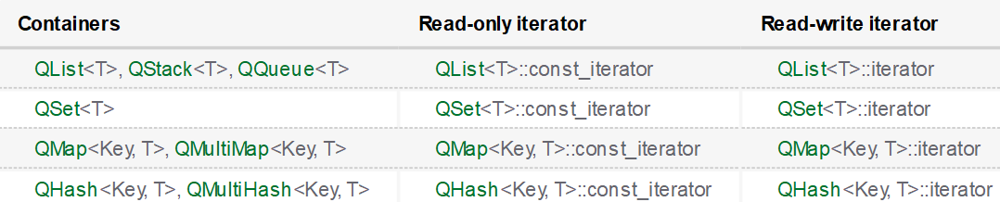 Containers Read-only iterator Read-write iterator
QList<T>, QStack<T>, QQueue<T> QList<T>::const_iterator QList<T>::iterator
QSet<T> QSet<T>::const_iterator QSet<T>::iterator
QMap<Key, T>, QMultiMap<Key, T> QMap<Key, T>::const_iterator QMap<Key, T>::iterator
QHash<Key, T>, QMultiHash<Key, T> QHash<Key, T>::const_iterator QHash<Key, T>::iterator